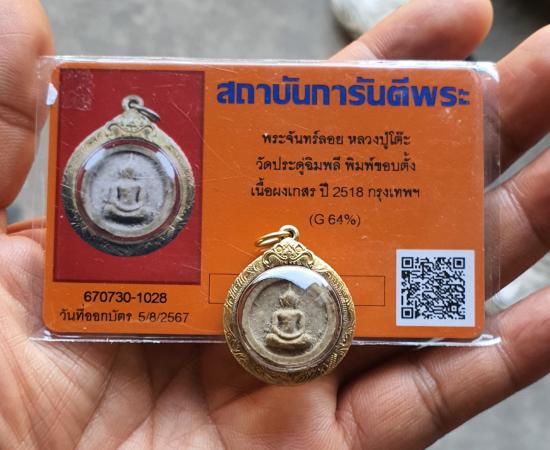 สถาบันการันตีพระ
พระจันทร์ลอย หลวงปู่โต๊ะ
วัดประดู่ฉิมพลี พิมพ์ขอบตั้ง
เนื้อผงเกสร ปี 2518 กรุงเทพฯ
(G 64%)
670730-1028
วันที่ออกบัตร 5/8/2567